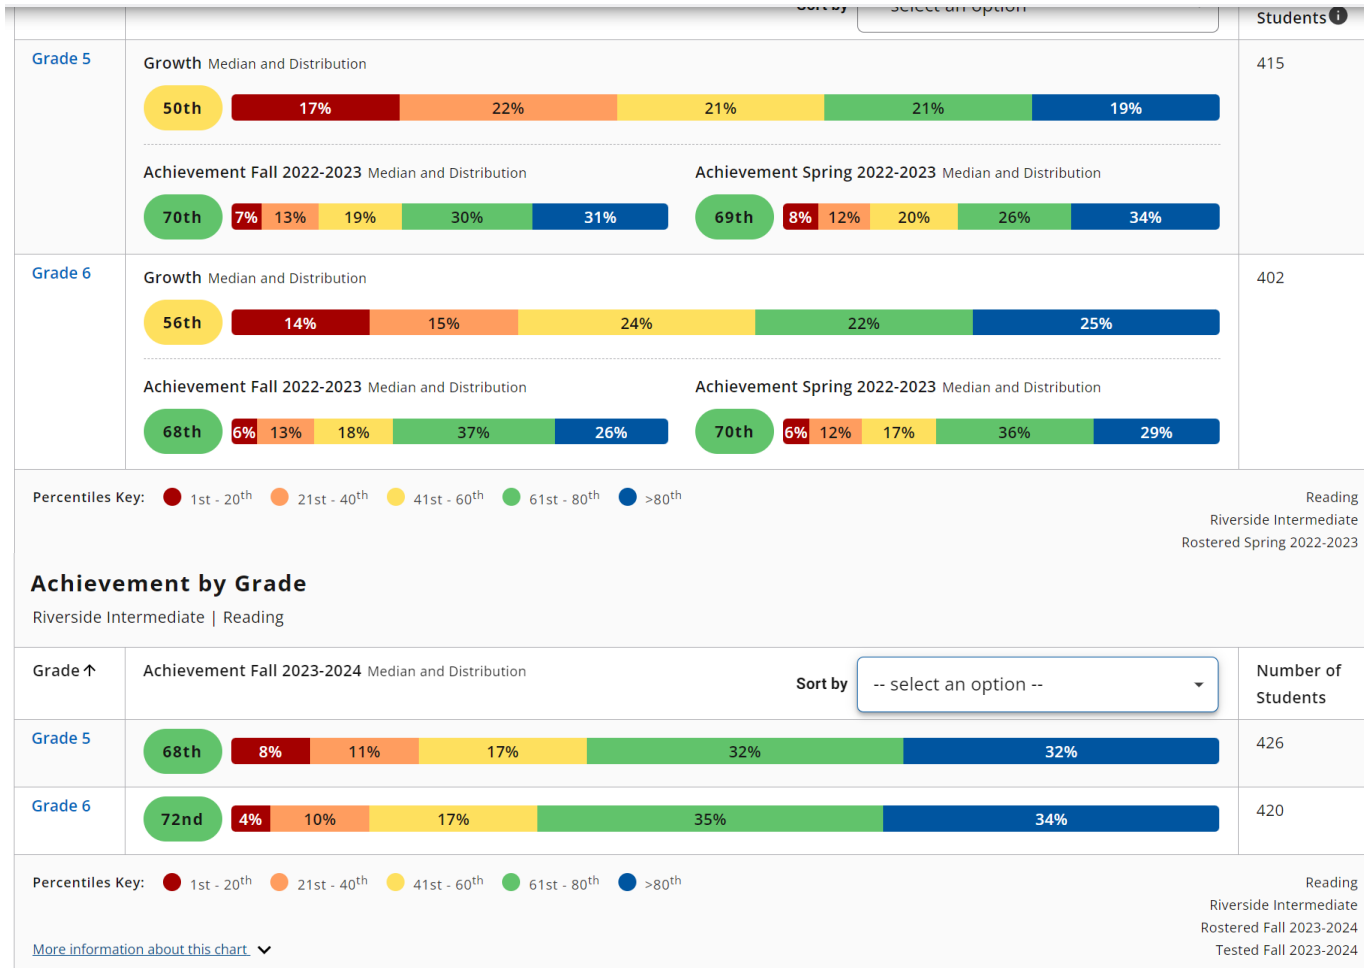 Sort by
select an option
Students
Grade 5
Growth Median and Distribution
415
50th 17% 22% 21% 21% 19%
Achievement Fall 2022-2023 Median and Distribution
70th 7% 13% 19% 30% 31%
Achievement Spring 2022-2023 Median and Distribution
69th 8% 12% 20% 26% 34%
Grade 6
Growth Median and Distribution
402
56th 14% 15% 24% 22% 25%
Achievement Fall 2022-2023 Median and Distribution
68th 6% 13% 18% 37% 26%
Achievement Spring 2022-2023 Median and Distribution
70th 6% 12% 17% 36% 29%
Percentiles Key: 1st - 20th 21st - 40th 41st - 60th 61st - 80th >80th
Reading
Riverside Intermediate
Rostered Spring 2022-2023
Achievement by Grade
Riverside Intermediate | Reading
Grade↑
Achievement Fall 2023-2024 Median and Distribution
Sort by
-- select an option --
Number of
Students
Grade 5
68th 8% 11% 17% 32% 32%
426
Grade 6
72nd 4% 10% 17% 35% 34%
420
Percentiles Key: 1st - 20th 21st - 40th 41st - 60th 61st - 80th >80th
Reading
Riverside Intermediate
Rostered Fall 2023-2024
Tested Fall 2023-2024
More information about this chart